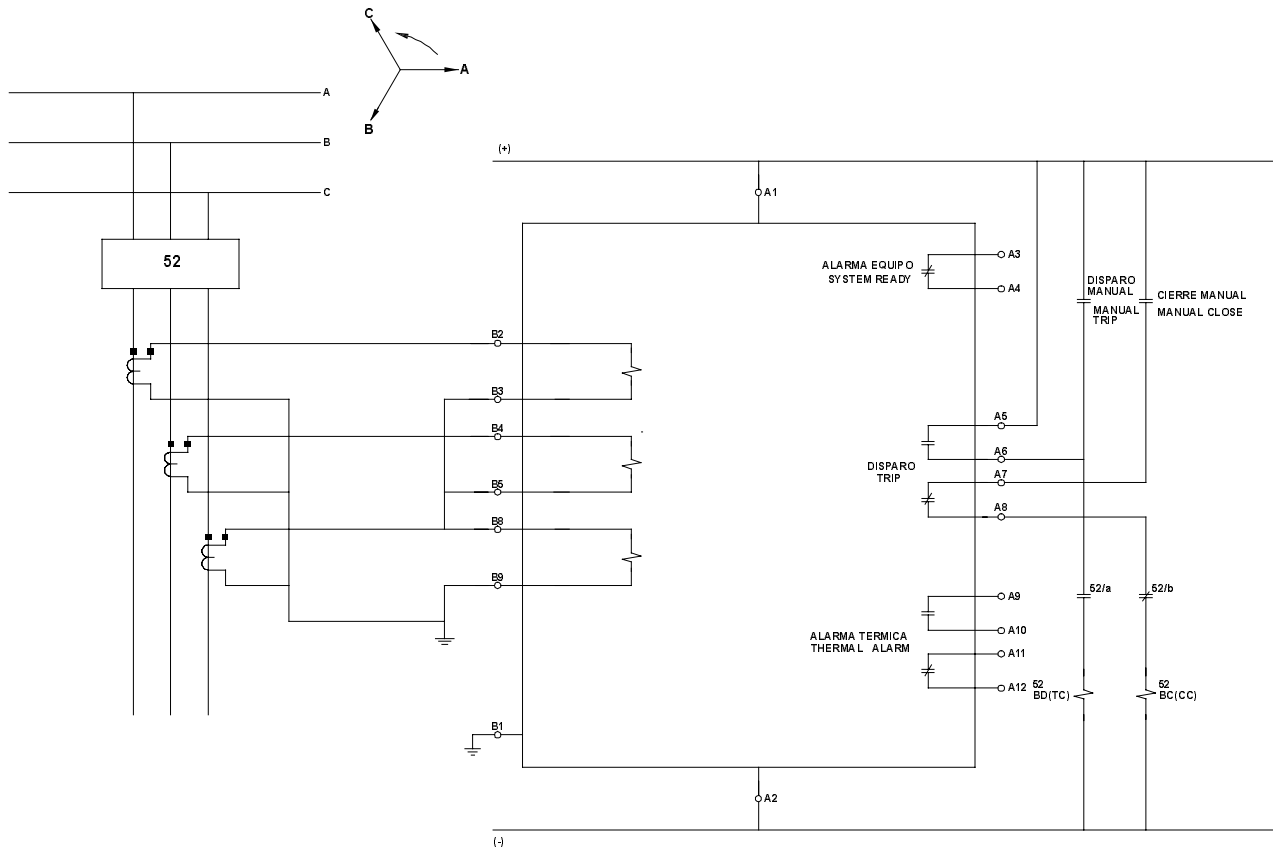 C
A
B
A
B
C
52
(+)
A1
ALARMA EQUIPO
SYSTEM READY
A3
A4
DISPARO
MANUAL
MANUAL
TRIP
CIERRE MANUAL
MANUAL CLOSE
B2
B3
B4
B5
B8
B9
A5
A6
A7
A8
DISPARO
TRIP
52/a
52/b
A9
A10
ALARMA TERMICA
THERMAL ALARM
A11
A12
52
BD(TC)
52
BC(CC)
B1
A2
(-)